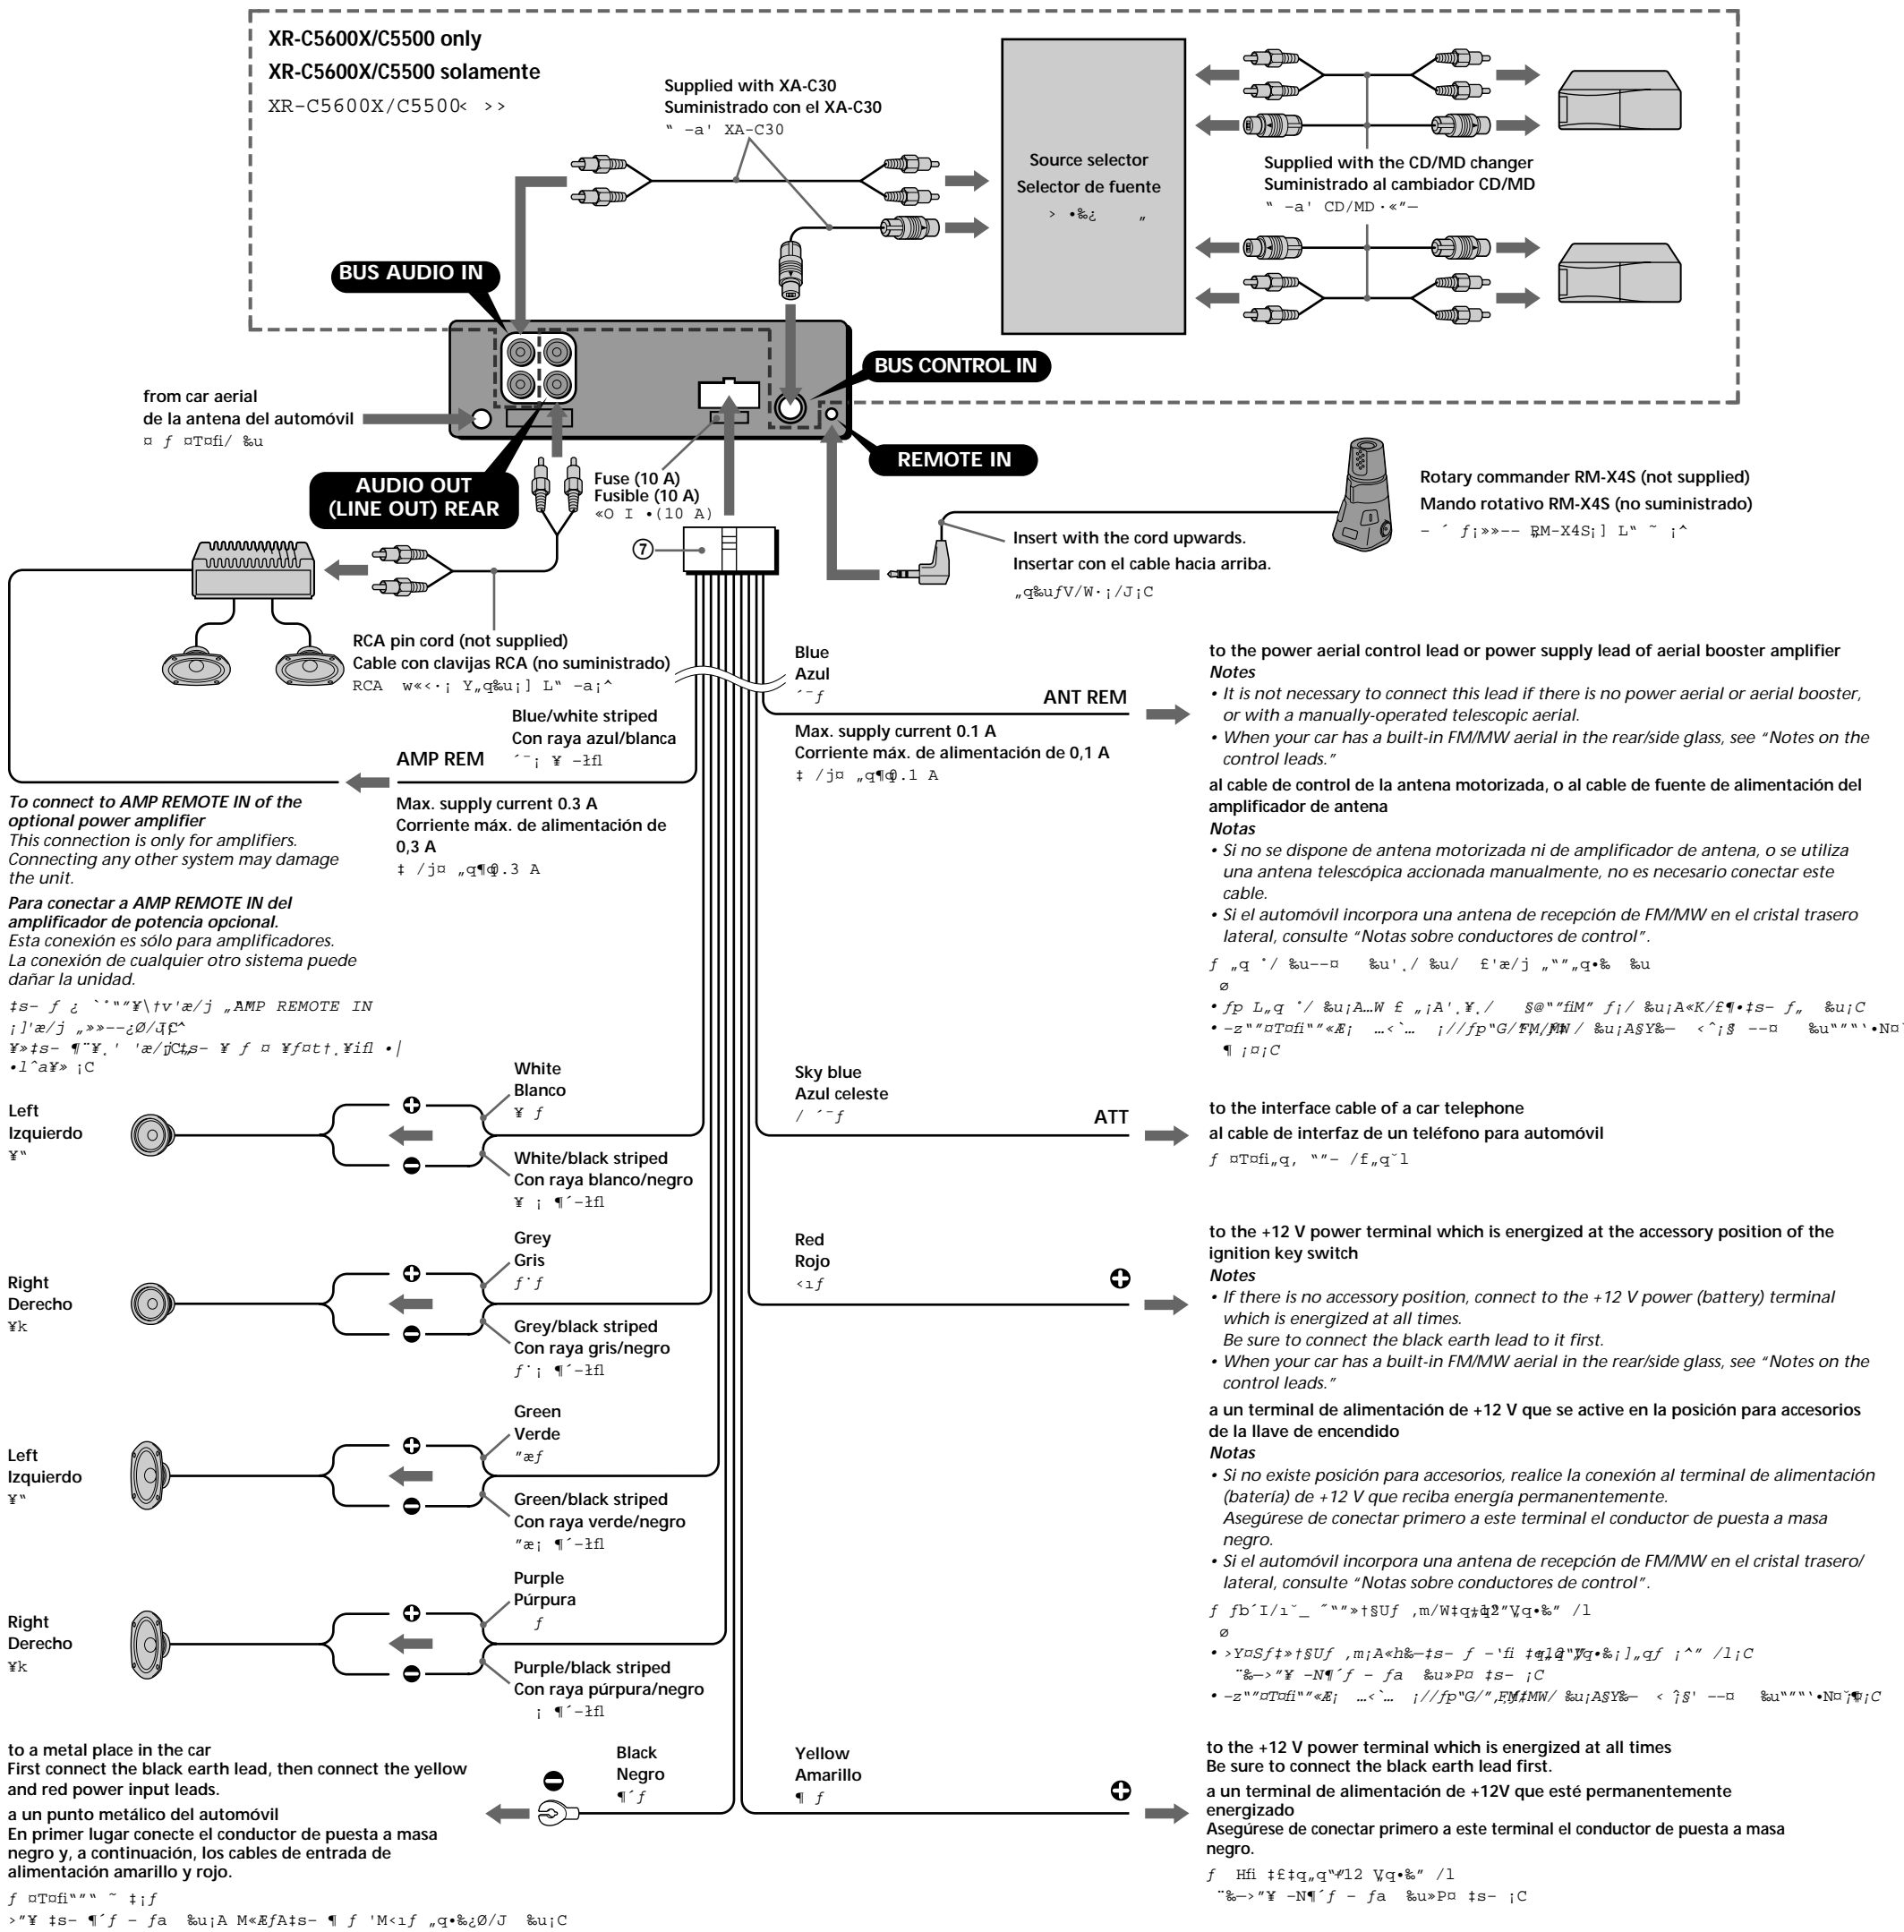 XR-C5600X/C5500 only
XR-C5600X/C5500 solamente
XR-C5600X/C5500
Supplied with XA-C30
Suministrado con el XA-C30
XA-C30
Source selector
Selector de fuente
Supplied with the CD/MD changer
Suministrado al cambiador CD/MD
CD/MD
BUS AUDIO IN
BUS CONTROL IN
from car aerial
de la antena del automóvil
REMOTE IN
AUDIO OUT
(LINE OUT) REAR
Fuse (10 A)
Fusible (10 A)
(10 A)
⑦
Rotary commander RM-X4S (not supplied)
Mando rotativo RM-X4S (no suministrado)
RM-X4S
Insert with the cord upwards.
Insertar con el cable hacia arriba.
RCA pin cord (not supplied)
Cable con clavijas RCA (no suministrado)
RCA
Blue/white striped
Con raya azul/blanca
AMP REM
Max. supply current 0.3 A
Corriente máx. de alimentación de
0,3 A
0.3 A
Blue
Azul
ANT REM
Max. supply current 0.1 A
Corriente máx. de alimentación de 0,1 A
0.1 A
to the power aerial control lead or power supply lead of aerial booster amplifier
Notes
• It is not necessary to connect this lead if there is no power aerial or aerial booster,
or with a manually-operated telescopic aerial.
• When your car has a built-in FM/MW aerial in the rear/side glass, see “Notes on the
control leads.”
al cable de control de la antena motorizada, o al cable de fuente de alimentación del
amplificador de antena
Notas
• Si no se dispone de antena motorizada ni de amplificador de antena, o se utiliza
una antena telescópica accionada manualmente, no es necesario conectar este
cable.
• Si el automóvil incorpora una antena de recepción de FM/MW en el cristal trasero
lateral, consulte “Notas sobre conductores de control”.
To connect to AMP REMOTE IN of the
optional power amplifier
This connection is only for amplifiers.
Connecting any other system may damage
the unit.
Para conectar a AMP REMOTE IN del
amplificador de potencia opcional.
Esta conexión es sólo para amplificadores.
La conexión de cualquier otro sistema puede
dañar la unidad.
AMP REMOTE IN
Left
Izquierdo
White
Blanco
White/black striped
Con raya blanco/negro
Sky blue
Azul celeste
ATT
to the interface cable of a car telephone
al cable de interfaz de un teléfono para automóvil
Right
Derecho
Grey
Gris
Grey/black striped
Con raya gris/negro
Red
Rojo
to the +12 V power terminal which is energized at the accessory position of the
ignition key switch
Notes
• If there is no accessory position, connect to the +12 V power (battery) terminal
which is energized at all times.
Be sure to connect the black earth lead to it first.
• When your car has a built-in FM/MW aerial in the rear/side glass, see “Notes on the
control leads.”
a un terminal de alimentación de +12 V que se active en la posición para accesorios
de la llave de encendido
Notas
• Si no existe posición para accesorios, realice la conexión al terminal de alimentación
(batería) de +12 V que reciba energía permanentemente.
Asegúrese de conectar primero a este terminal el conductor de puesta a masa
negro.
• Si el automóvil incorpora una antena de recepción de FM/MW en el cristal trasero/
lateral, consulte “Notas sobre conductores de control”.
Left
Izquierdo
Green
Verde
Green/black striped
Con raya verde/negro
Right
Derecho
Purple
Púrpura
Purple/black striped
Con raya púrpura/negro
to a metal place in the car
First connect the black earth lead, then connect the yellow
and red power input leads.
a un punto metálico del automóvil
En primer lugar conecte el conductor de puesta a masa
negro y, a continuación, los cables de entrada de
alimentación amarillo y rojo.
Black
Negro
Yellow
Amarillo
to the +12 V power terminal which is energized at all times
Be sure to connect the black earth lead first.
a un terminal de alimentación de +12V que esté permanentemente
energizado
Asegúrese de conectar primero a este terminal el conductor de puesta a masa
negro.